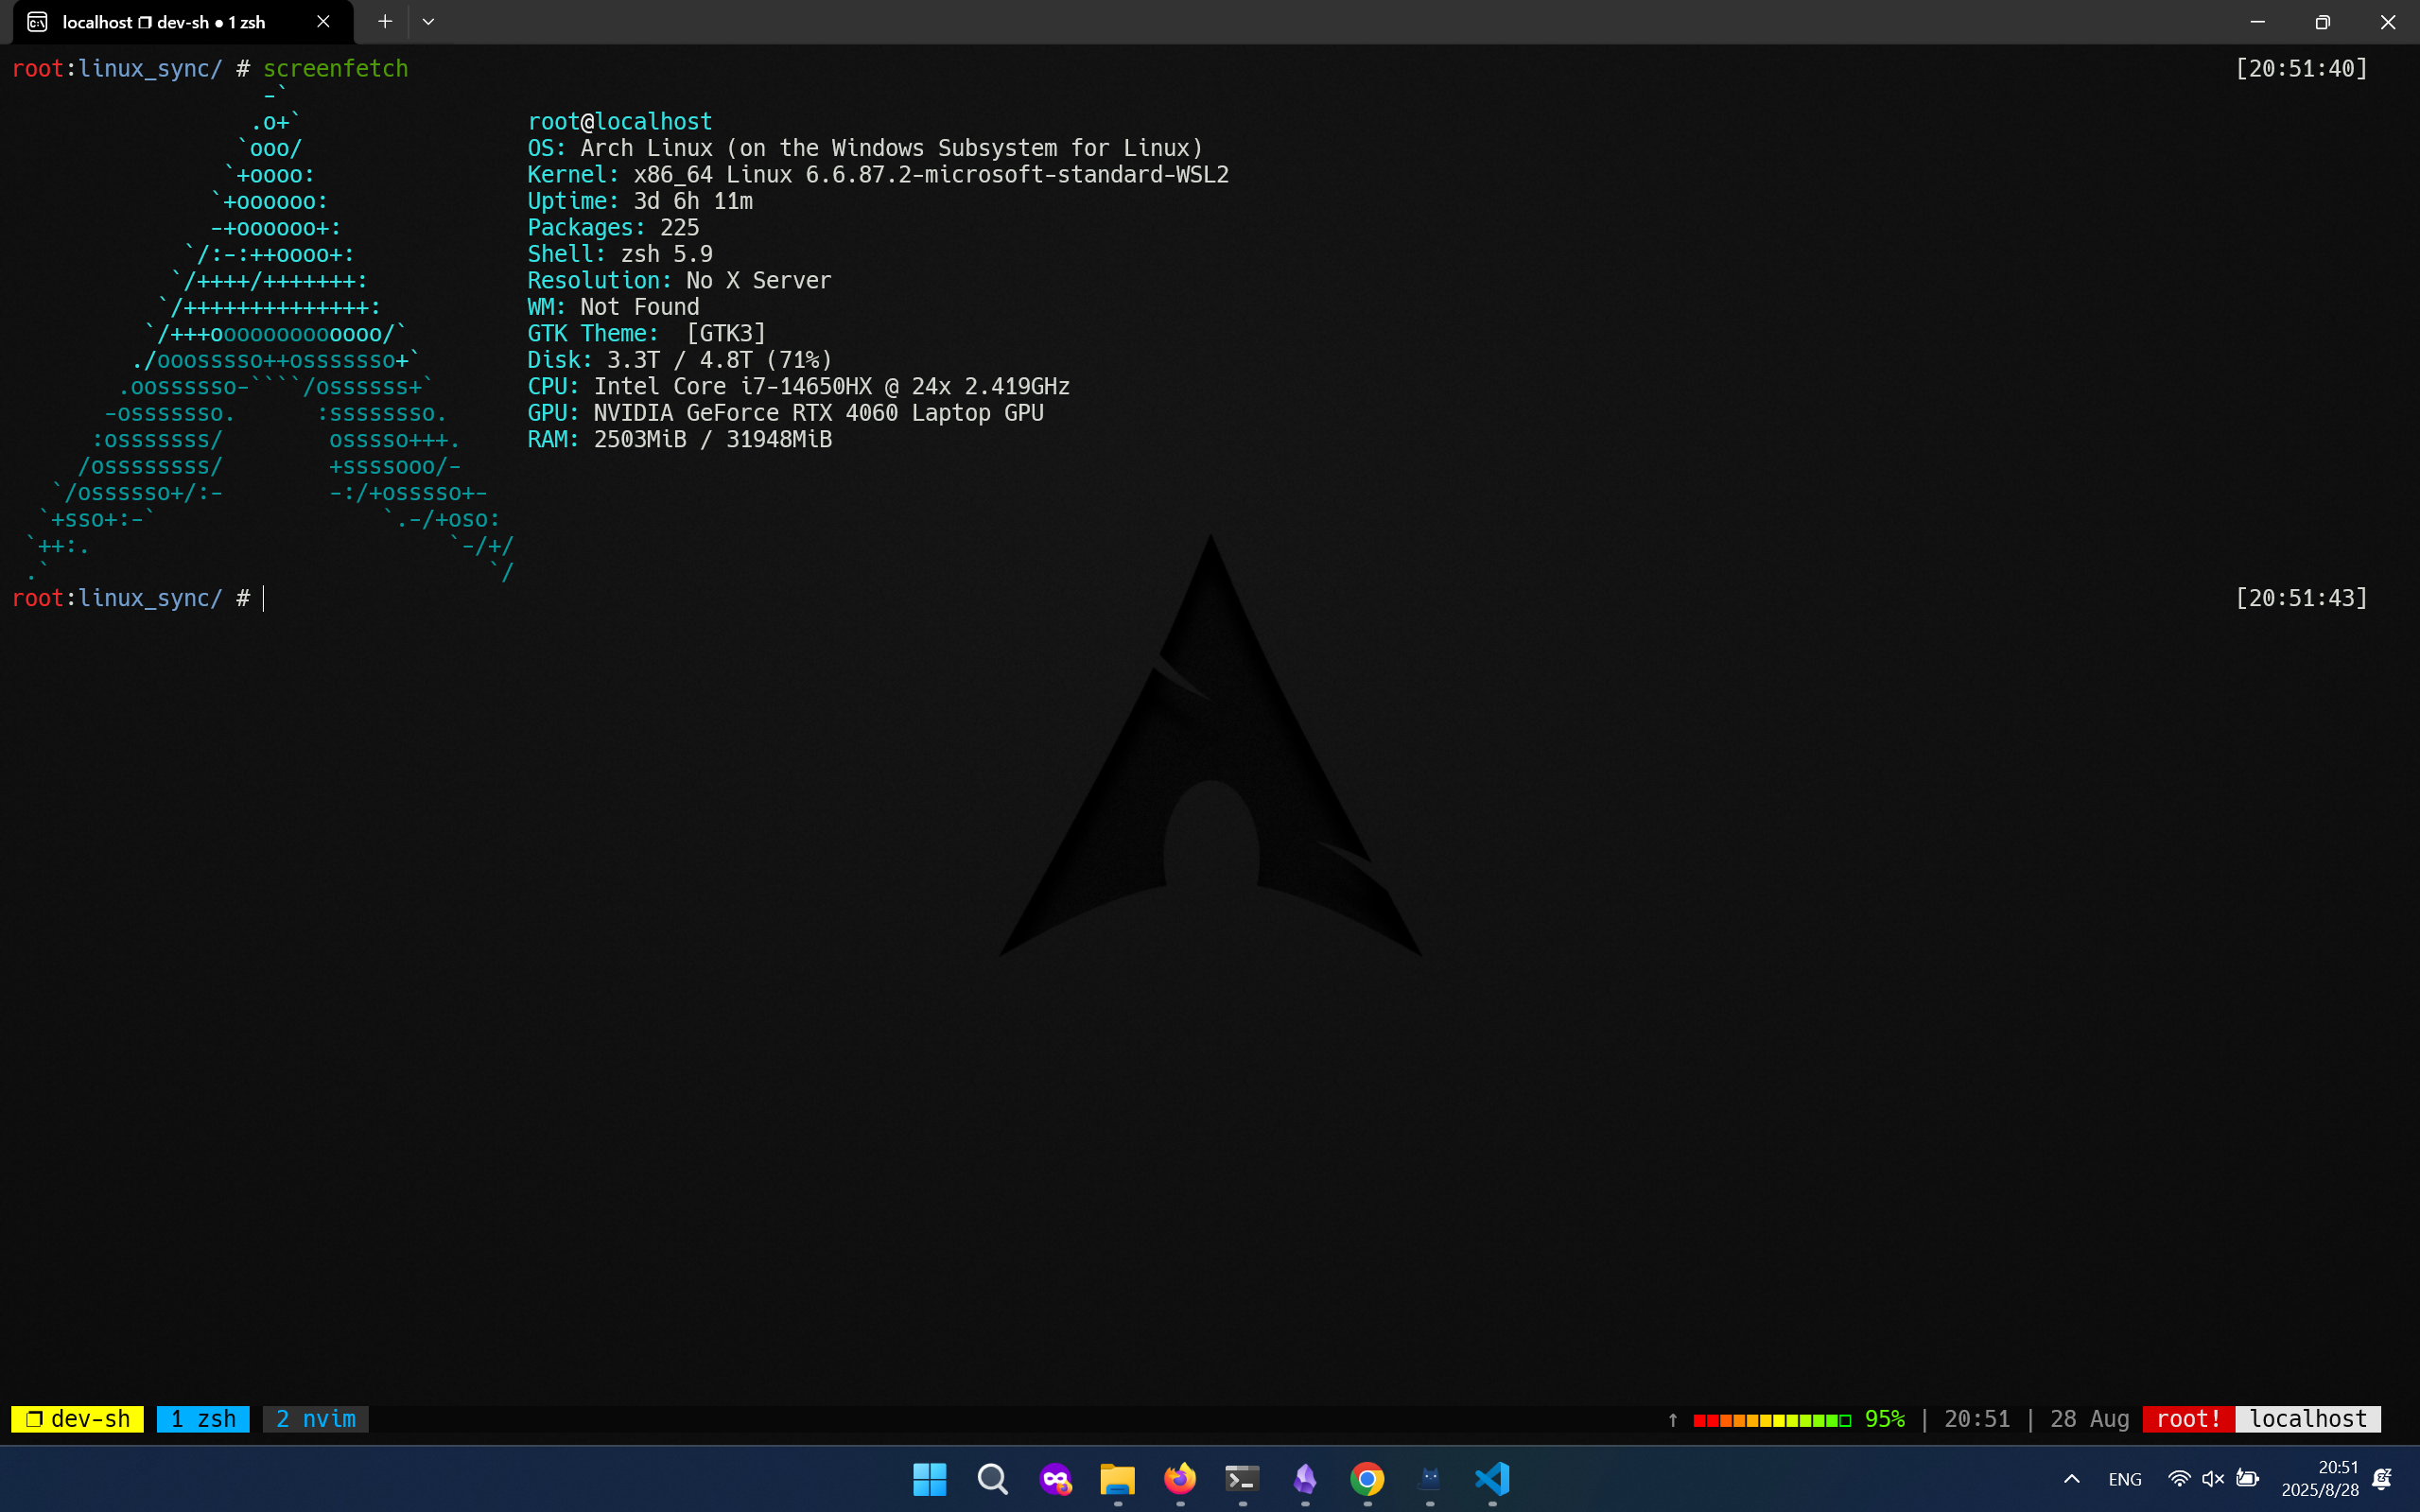 localhost ❐ dev-sh ● 1 zsh
root:linux_sync/ # screenfetch [20:51:40]
-`
.o+` root@localhost
`ooo/ OS: Arch Linux (on the Windows Subsystem for Linux)
`+oooo: Kernel: x86_64 Linux 6.6.87.2-microsoft-standard-WSL2
`+oooooo: Uptime: 3d 6h 11m
-+oooooo+: Packages: 225
`/:-:++oooo+: Shell: zsh 5.9
`/++++/+++++++: Resolution: No X Server
`/++++++++++++++: WM: Not Found
`/+++ooooooooooooo/` GTK Theme: [GTK3]
./ooosssso++osssssso+` Disk: 3.3T / 4.8T (71%)
.oossssso-````/ossssss+` CPU: Intel Core i7-14650HX @ 24x 2.419GHz
-osssssso. :ssssssso. GPU: NVIDIA GeForce RTX 4060 Laptop GPU
:osssssss/ osssso+++. RAM: 2503MiB / 31948MiB
/ossssssss/ +ssssooo/-
`/ossssso+/:- -:/+osssso+-
`+sso+:-` `.-/+oso:
`++:. `-/+/
.` `/
root:linux_sync/ # [20:51:43]
❐ dev-sh 1 zsh 2 nvim ↑ 95% | 20:51 | 28 Aug root! localhost
ENG 20:51
2025/8/28